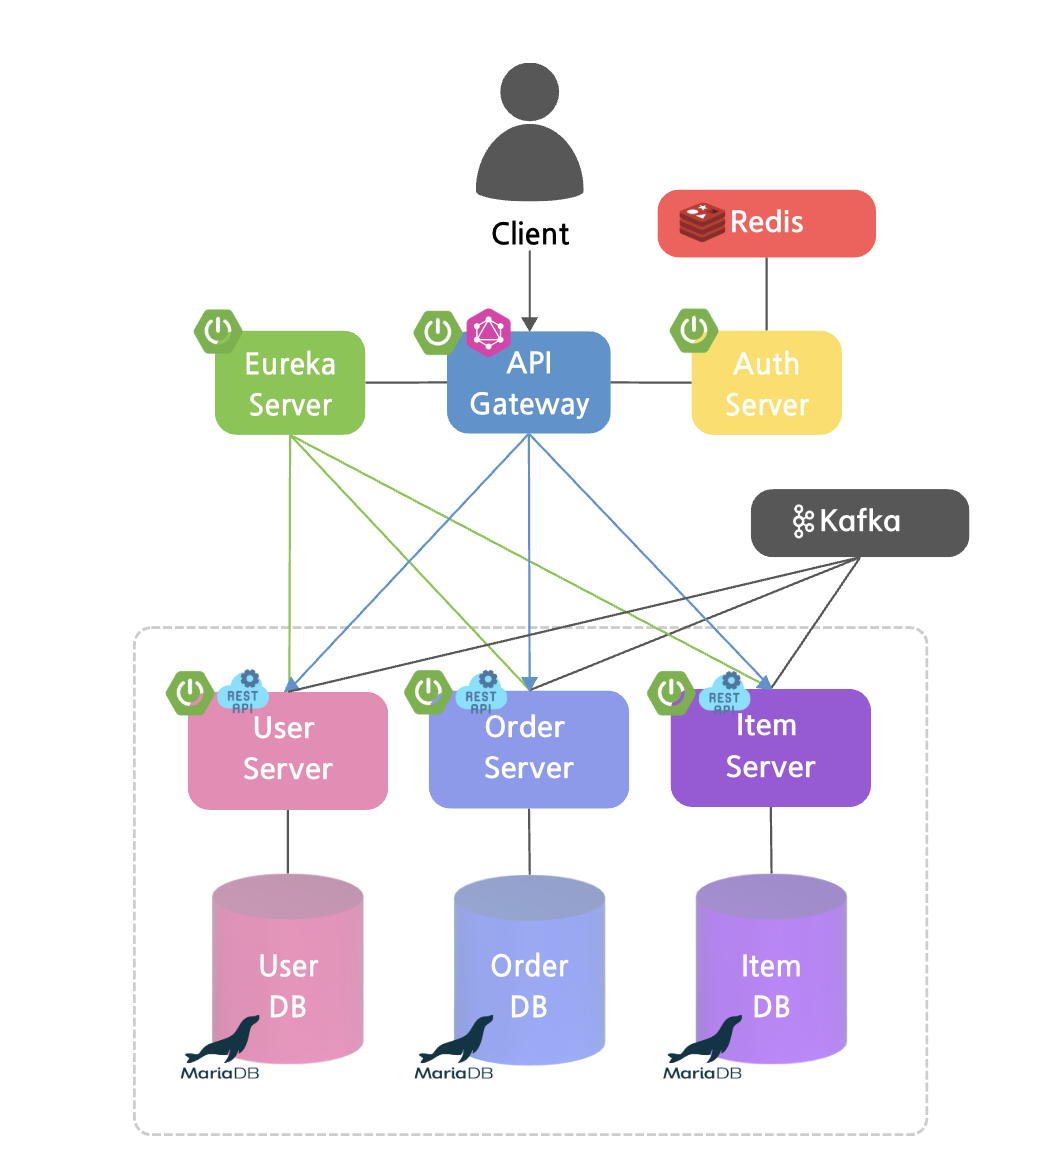 Client
Redis
Eureka
Server
API
Gateway
Auth
Server
Kafka
REST
API
User
Server
REST
API
Order
Server
REST
API
Item
Server
User
DB
MariaDB
Order
DB
MariaDB
Item
DB
MariaDB